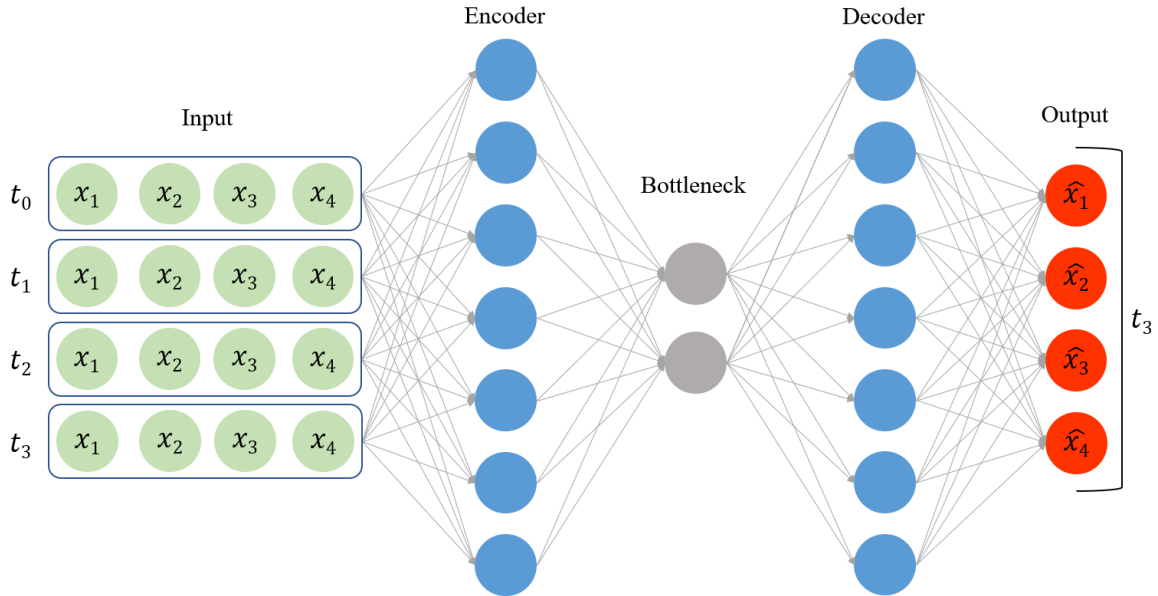 Encoder
Decoder
Input
Output
Bottleneck
t₀ x₁ x₂ x₃ x₄
t₁ x₁ x₂ x₃ x₄
t₂ x₁ x₂ x₃ x₄
t₃ x₁ x₂ x₃ x₄
x̂₁
x̂₂
x̂₃
x̂₄
t₃